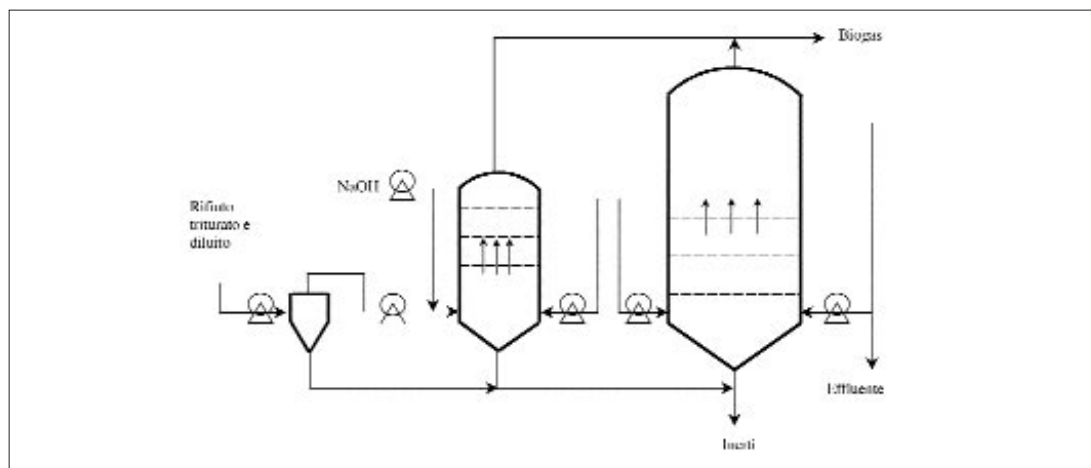 Biogas
NaOH
Rifiuto
triturato e
diluito
Effluente
Inerti